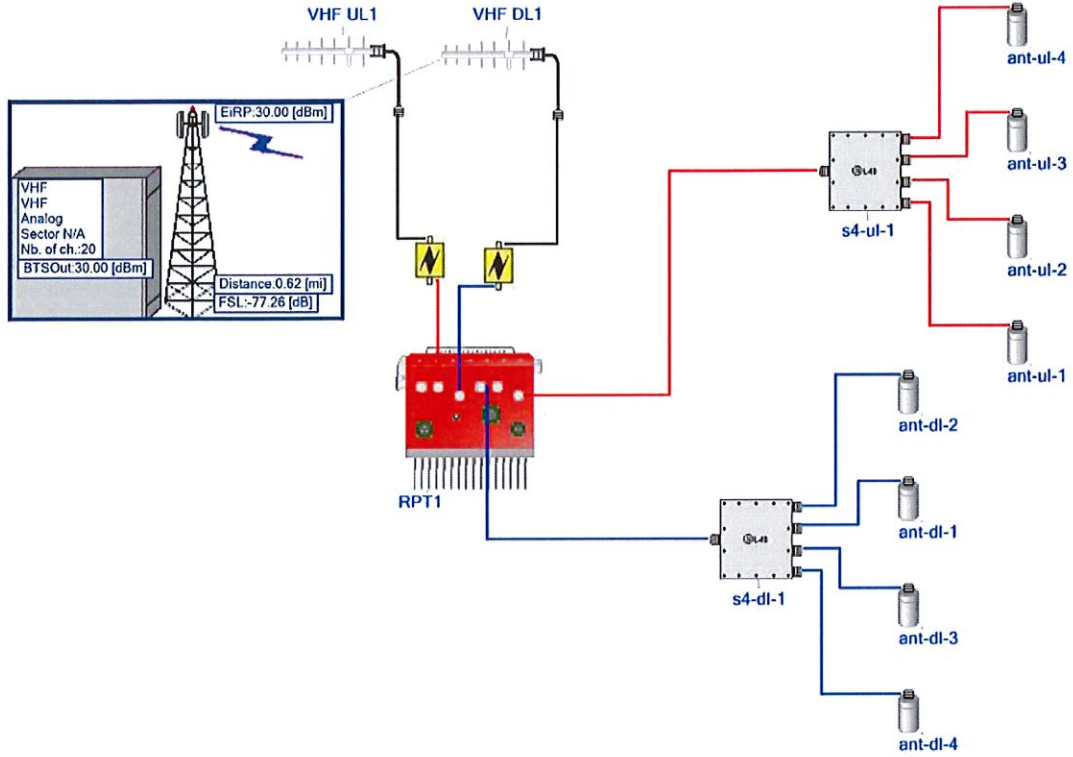 VHF UL1
VHF DL1
EiRP:30.00 [dBm]
VHF
VHF
Analog
Sector N/A
Nb. of ch.:20
BTSOut:30.00 [dBm]
Distance:0.62 [mi]
FSL:-77.26 [dB]
ant-ul-4
ant-ul-3
s4-ul-1
ant-ul-2
ant-ul-1
ant-dl-2
RPT1
ant-dl-1
s4-dl-1
ant-dl-3
ant-dl-4